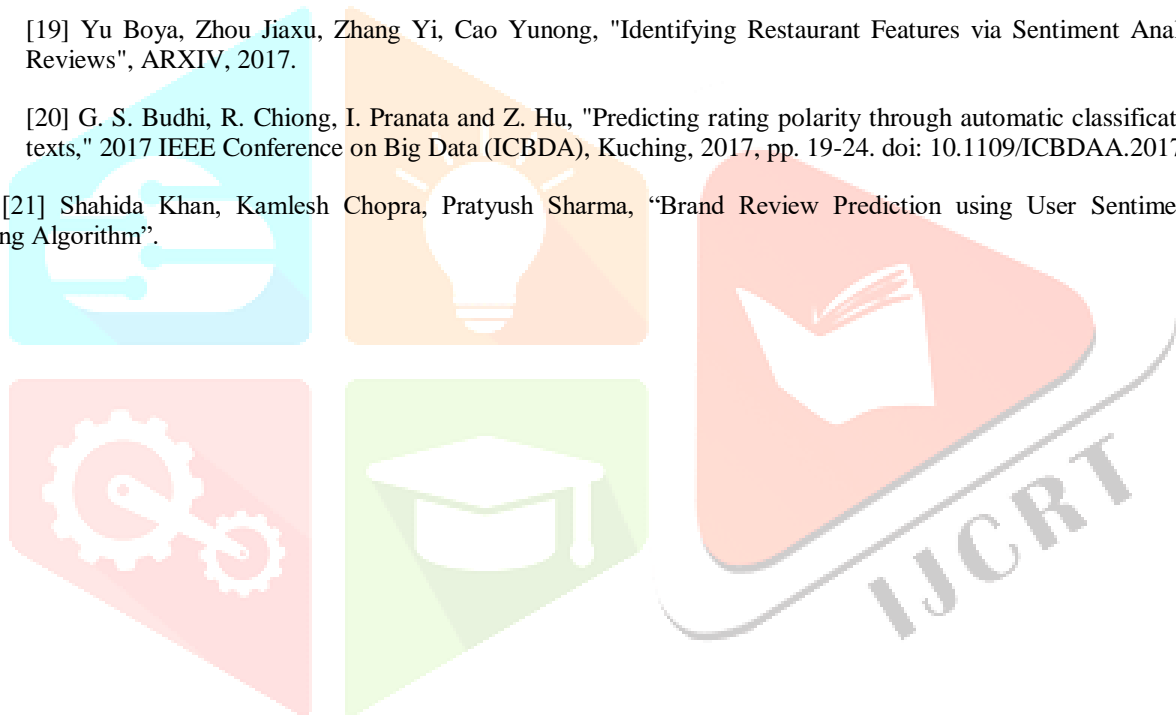 [19] Yu Boya, Zhou Jiaxu, Zhang Yi, Cao Yunong, "Identifying Restaurant Features via Sentiment Anal
Reviews", ARXIV, 2017.
[20] G. S. Budhi, R. Chiong, I. Pranata and Z. Hu, "Predicting rating polarity through automatic classificat
texts," 2017 IEEE Conference on Big Data (ICBDA), Kuching, 2017, pp. 19-24. doi: 10.1109/ICBDAA.2017
[21] Shahida Khan, Kamlesh Chopra, Pratyush Sharma, “Brand Review Prediction using User Sentime
ng Algorithm”.
IJCRT